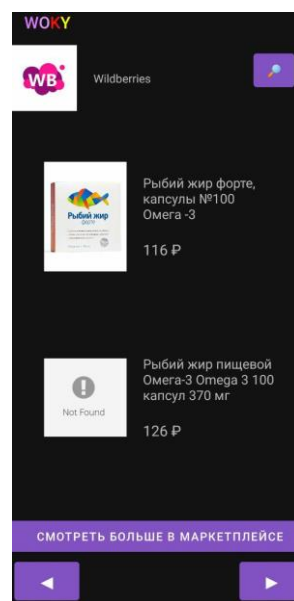 WOKY
WB
Wildberries
Рыбий жир форте,
капсулы №100
Омега -3
Рыбий жир
116 ₽
Рыбий жир пищевой
Омега-3 Omega 3 100
капсул 370 мг
Not Found
126 ₽
СМОТРЕТЬ БОЛЬШЕ В МАРКЕТПЛЕЙСЕ